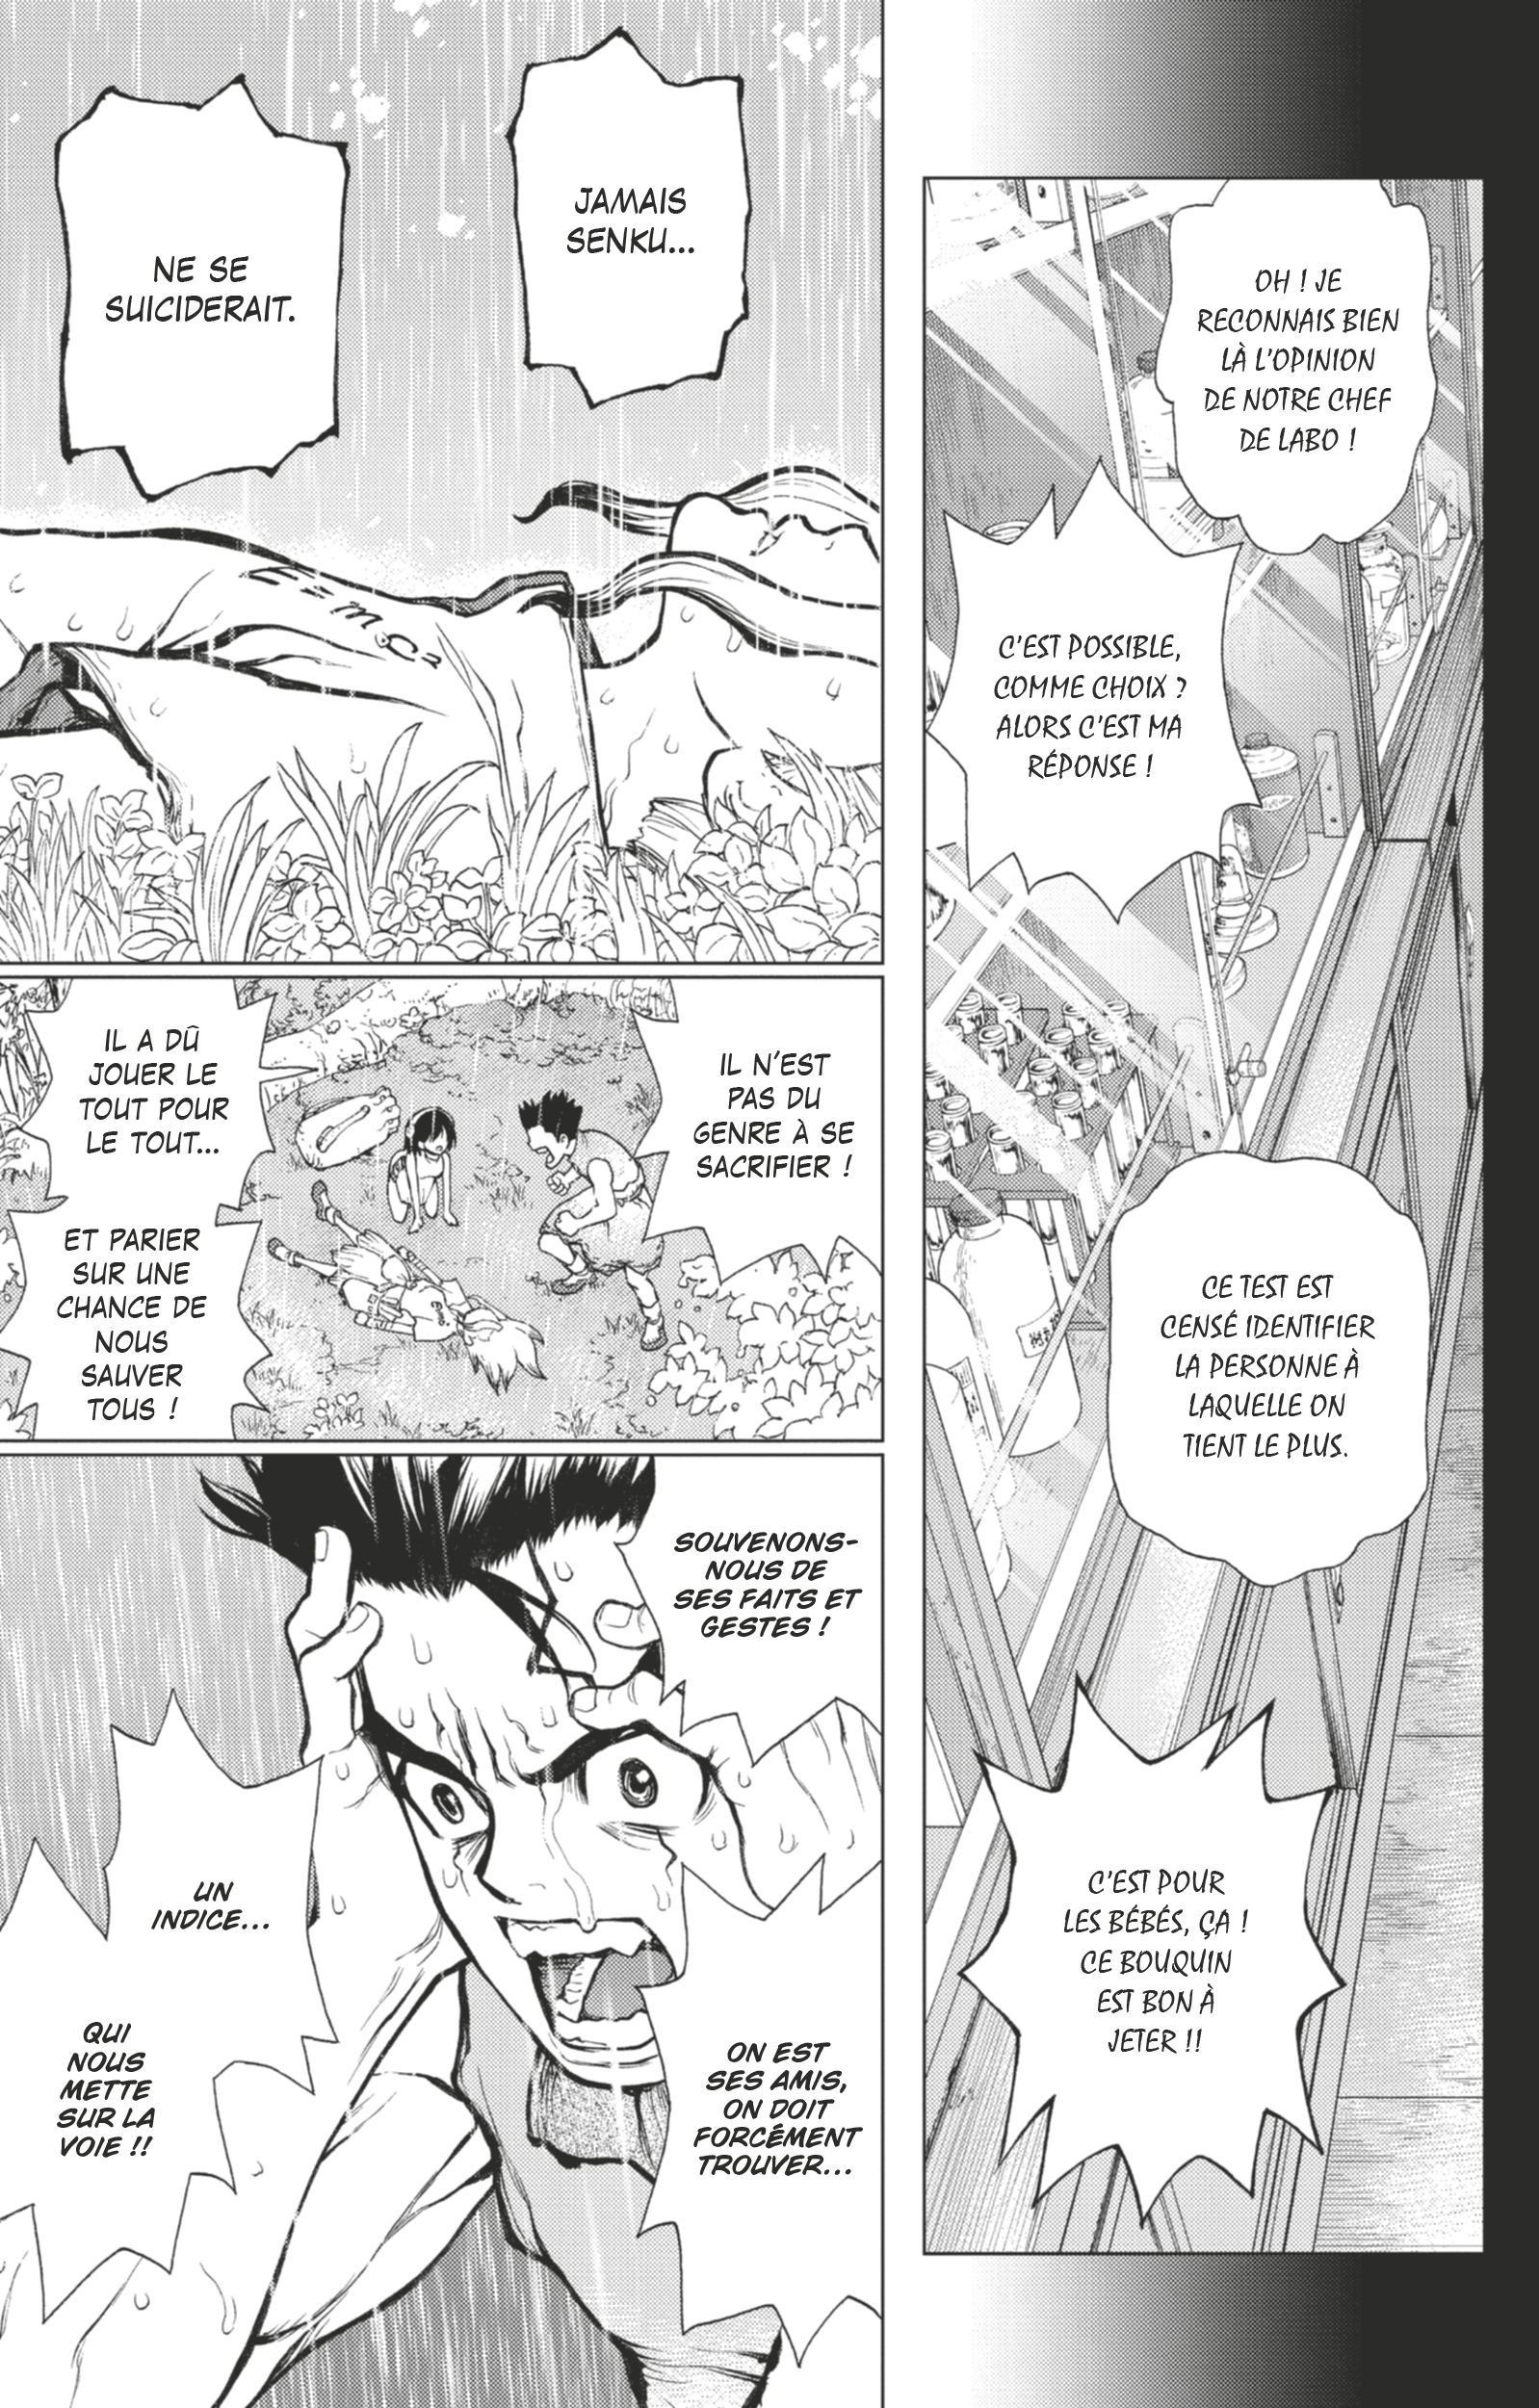 OH ! JE
RECONNAIS BIEN
LÀ L'OPINION
DE NOTRE CHEF
DE LABO !
C'EST POSSIBLE,
COMME CHOIX ?
ALORS C'EST MA
RÉPONSE !
CE TEST EST
CENSÉ IDENTIFIER
LA PERSONNE À
LAQUELLE ON
TIENT LE PLUS.
C'EST POUR
LES BÉBÉS, ÇA !
CE BOUQUIN
EST BON À
JETER !!
JAMAIS
SENKU...
NE SE
SUICIDERAIT.
E=mc²
IL N'EST
PAS DU
GENRE À SE
SACRIFIER !
IL A DÛ
JOUER LE
TOUT POUR
LE TOUT...
ET PARIER
SUR UNE
CHANCE DE
NOUS
SAUVER
TOUS !
SOUVENONS-
NOUS DE
SES FAITS ET
GESTES !
ON EST
SES AMIS,
ON DOIT
FORCÉMENT
TROUVER...
UN
INDICE...
QUI
NOUS
METTE
SUR LA
VOIE !!